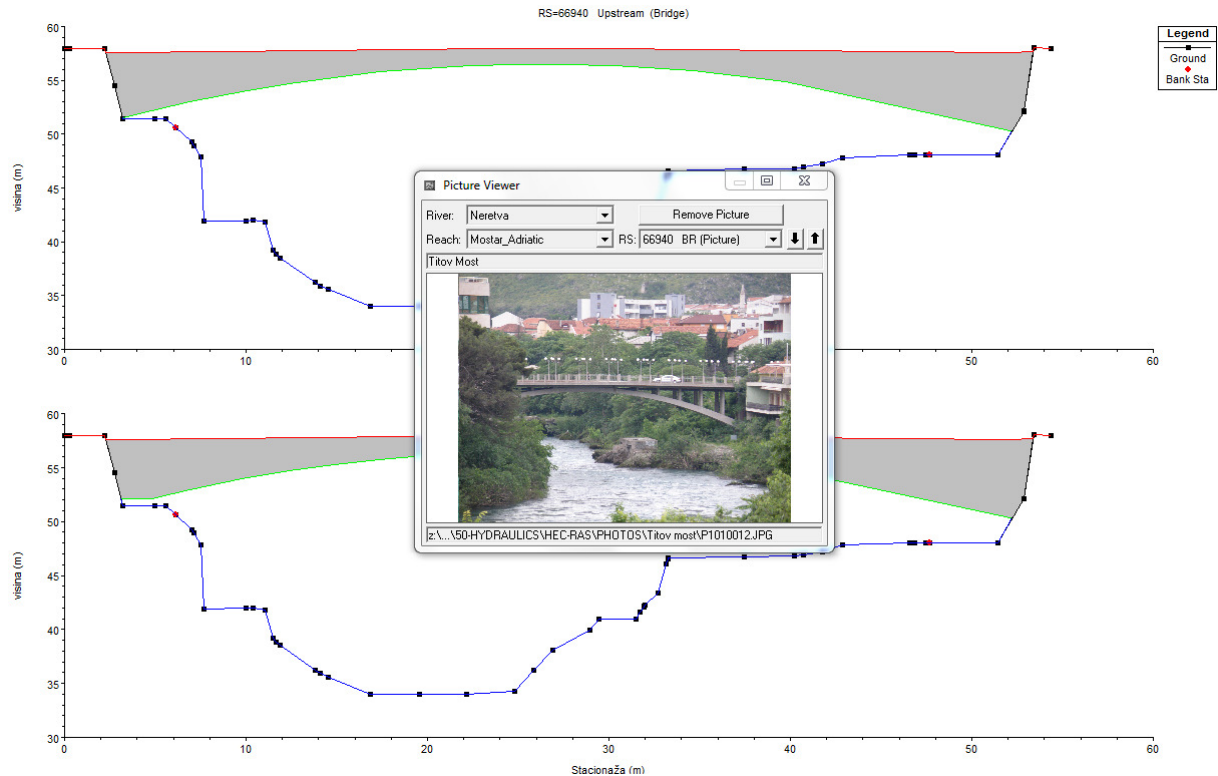 RS=66940 Upstream (Bridge)
Legend
Ground
Bank Sta
visina (m)
60
55
50
45
40
35
30
0
10
40
50
60
Picture Viewer
River: Neretva Remove Picture
Reach: Mostar_Adriatic RS: 66940 BR (Picture)
Titov Most
z:\...\50-HYDRAULICS\HEC-RAS\PHOTOS\Titov most\P1010012.JPG
visina (m)
60
55
50
45
40
35
30
0
10
20
30
40
50
60
Stacionaža (m)